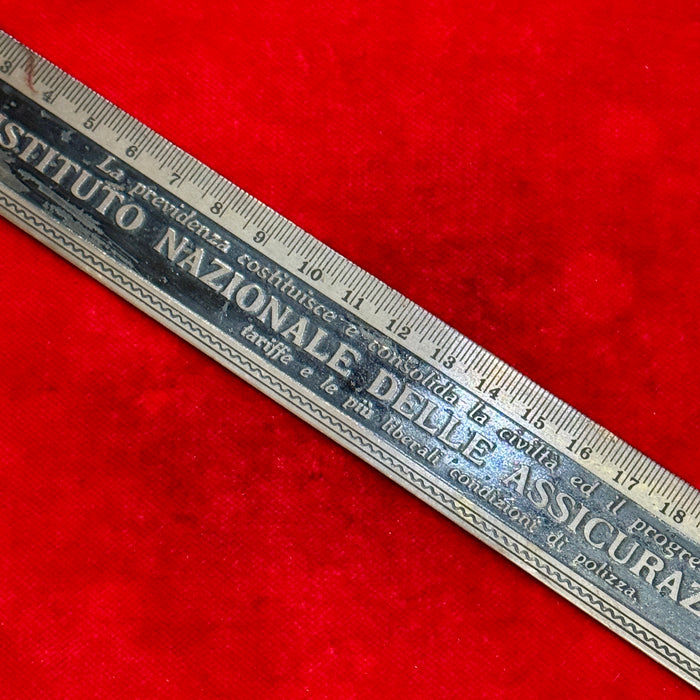 3 4 5 6 7 8 9 10 11 12 13 14 15 16 17 18
La previdenza costituisce e consolida la civiltà ed il progre
STITUTO NAZIONALE DELLE ASSICURAZ
tariffe e le più liberali condizioni di polizza.